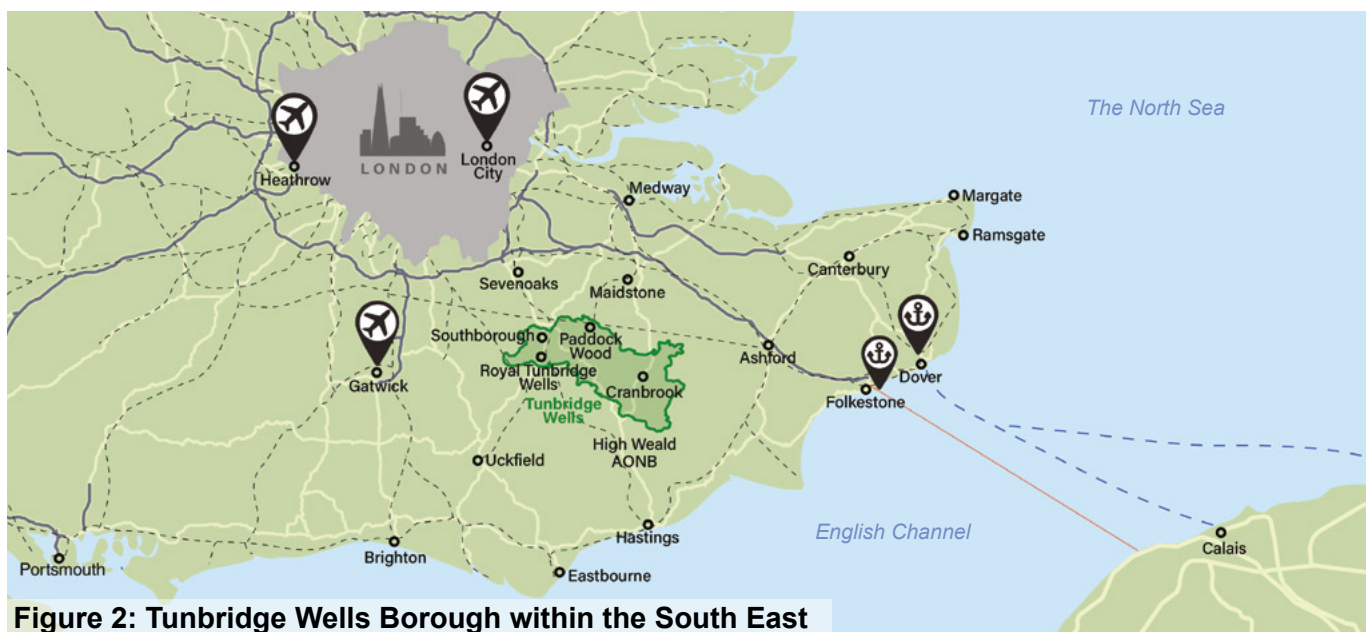 The North Sea
LONDON
London
City
Heathrow
Medway
Margate
Ramsgate
Canterbury
Sevenoaks
Maidstone
Southborough
Paddock
Wood
Ashford
Dover
Gatwick
Royal Tunbridge
Wells
Cranbrook
Folkestone
Tunbridge
Wells
High Weald
AONB
Uckfield
Hastings
English Channel
Calais
Brighton
Portsmouth
Eastbourne
Figure 2: Tunbridge Wells Borough within the South East